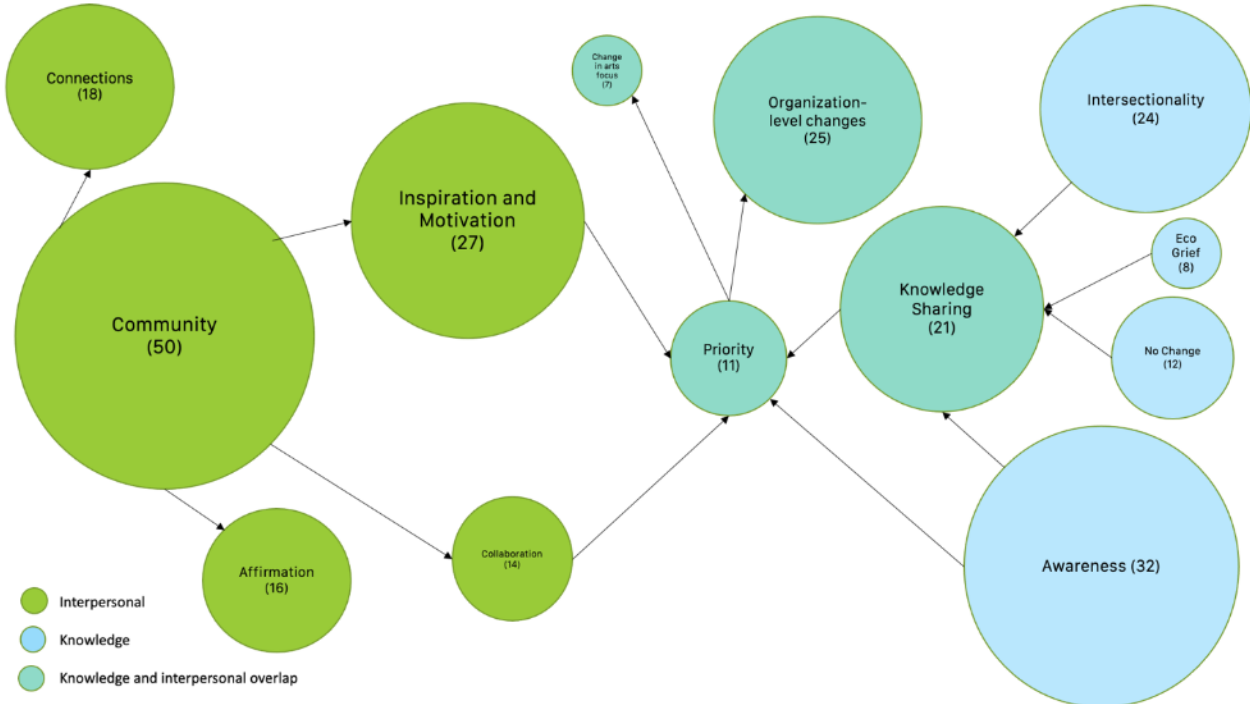 Connections
(18)
Change
in arts
focus
(7)
Organization-
level changes
(25)
Intersectionality
(24)
Inspiration and
Motivation
(27)
Eco
Grief
(8)
Knowledge
Sharing
(21)
Community
(50)
Priority
(11)
No Change
(12)
Collaboration
(14)
Affirmation
(16)
Awareness (32)
Interpersonal
Knowledge
Knowledge and interpersonal overlap